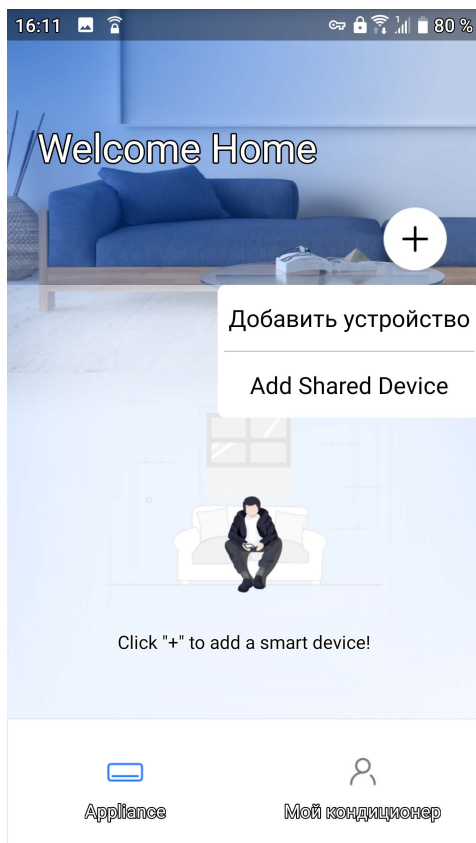 16:11 80 %
Welcome Home
Добавить устройство
Add Shared Device
Click "+" to add a smart device!
Appliance Мой кондиционер